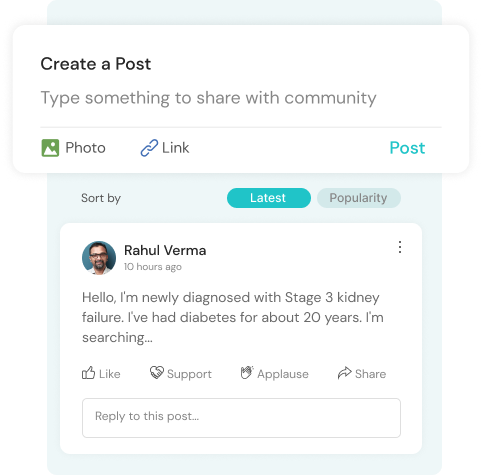 Create a Post
Type something to share with community
Photo Link Post
Sort by Latest Popularity
Rahul Verma
10 hours ago
Hello, I'm newly diagnosed with Stage 3 kidney
failure. I've had diabetes for about 20 years. I'm
searching...
Like Support Applause Share
Reply to this post...